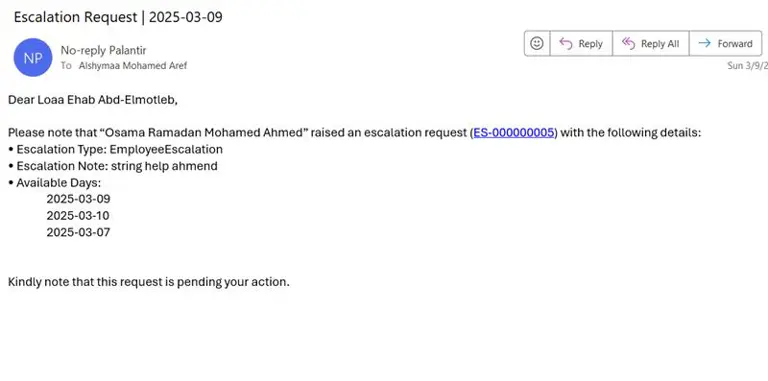 Escalation Request | 2025-03-09
NP
No-reply Palantir
To Alshymaa Mohamed Aref
Reply
Reply All
Forward
Sun 3/9/2
Dear Loaa Ehab Abd-Elmotleb,
Please note that “Osama Ramadan Mohamed Ahmed” raised an escalation request (ES-000000005) with the following details:
• Escalation Type: EmployeeEscalation
• Escalation Note: string help ahmend
• Available Days:
2025-03-09
2025-03-10
2025-03-07
Kindly note that this request is pending your action.